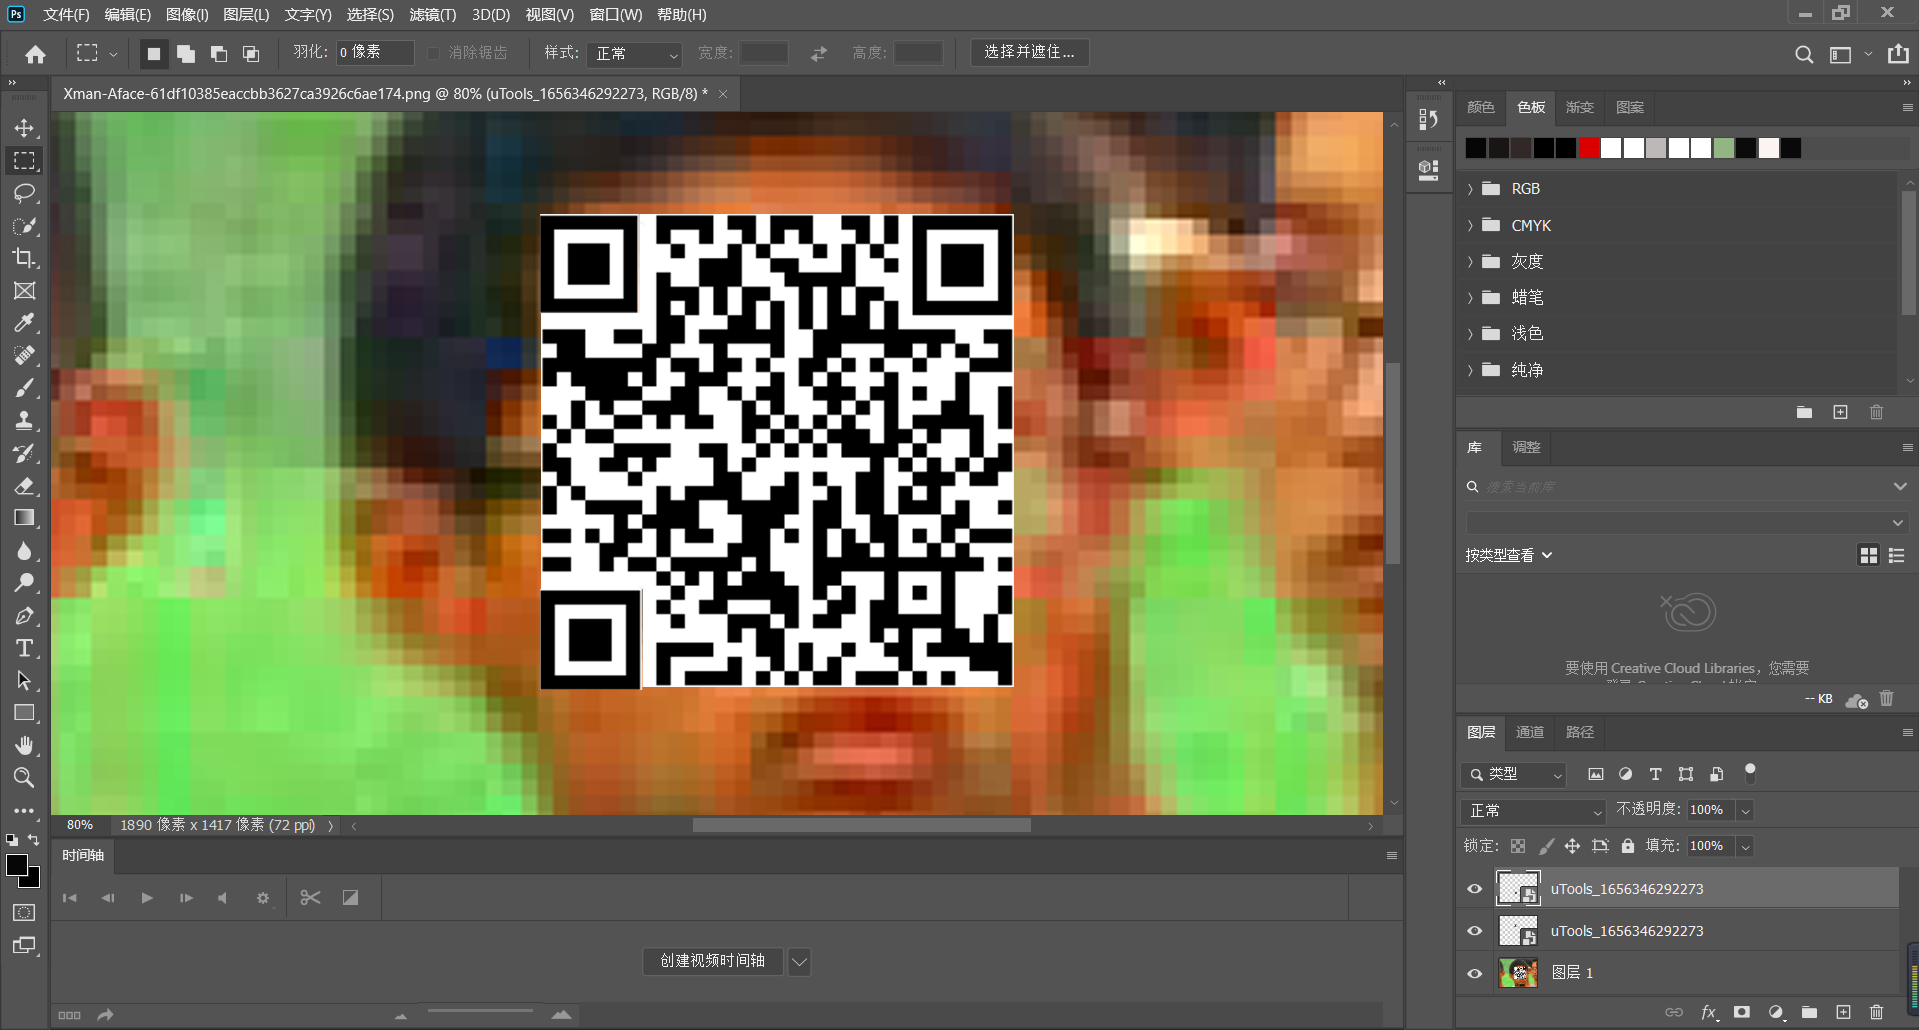 Ps 文件(F) 编辑(E) 图像(I) 图层(L) 文字(Y) 选择(S) 滤镜(T) 3D(D) 视图(V) 窗口(W) 帮助(H)
羽化: 0 像素 消除锯齿 样式: 正常 宽度: 高度: 选择并遮住...
Xman-Aface-61df10385eaccbb3627ca3926c6ae174.png @ 80% (uTools_1656346292273, RGB/8) *
颜色 色板 渐变 图案
RGB
CMYK
灰度
蜡笔
浅色
纯净
库 调整
搜索当前库
按类型查看
要使用 Creative Cloud Libraries，您需要
-- KB
图层 通道 路径
类型
正常 不透明度: 100%
锁定: 填充: 100%
uTools_1656346292273
uTools_1656346292273
图层 1
fx
80% 1890 像素 x 1417 像素 (72 ppi)
时间轴
创建视频时间轴